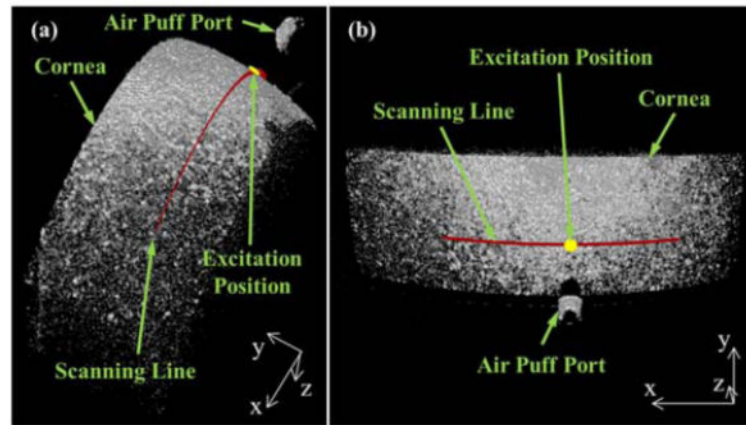 (a)
Air Puff Port
Cornea
Excitation
Position
Scanning Line
y
z
x
(b)
Excitation Position
Cornea
Scanning Line
Air Puff Port
y
x
z